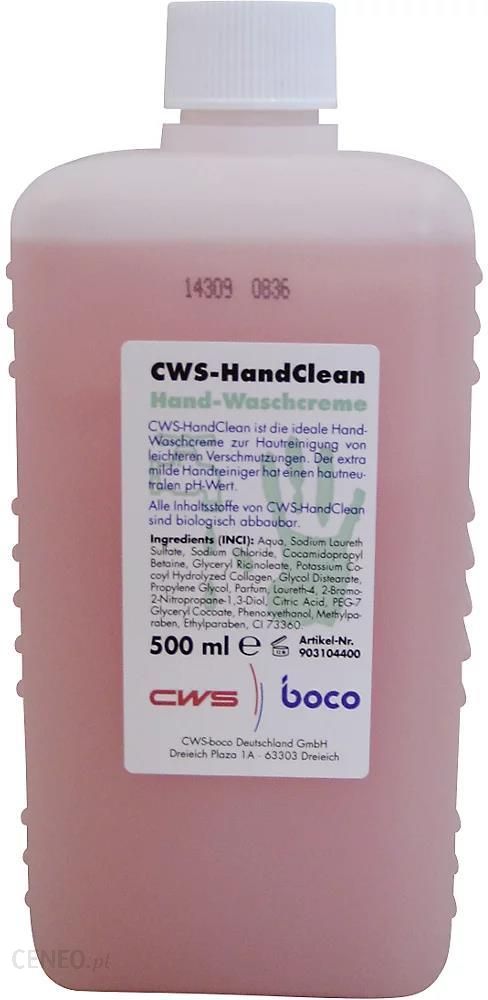 14309 0836
CWS-HandClean
Hand-Waschcreme
CWS-HandClean ist die ideale Hand-
Waschcreme zur Hautreinigung von
leichteren Verschmutzungen. Der extra
milde Handreiniger hat einen hautneu-
tralen pH-Wert.
Alle Inhaltsstoffe von CWS-HandClean
sind biologisch abbaubar.
Ingredients (INCI): Aqua, Sodium Laureth
Sulfate, Sodium Chloride, Cocamidopropyl
Betaine, Glyceryl Ricinoleate, Potassium Co-
coyl Hydrolyzed Collagen, Glycol Distearate,
Propylene Glycol, Parfum, Laureth-4, 2-Bromo-
2-Nitropropane-1,3-Diol, Citric Acid, PEG-7
Glyceryl Cocoate, Phenoxyethanol, Methylpa-
raben, Ethylparaben, CI 73360.
500 ml ℮ Artikel-Nr.
903104400
CWS boco
CWS-boco Deutschland GmbH
Dreieich Plaza 1A - 63303 Dreieich
CENEO.pl